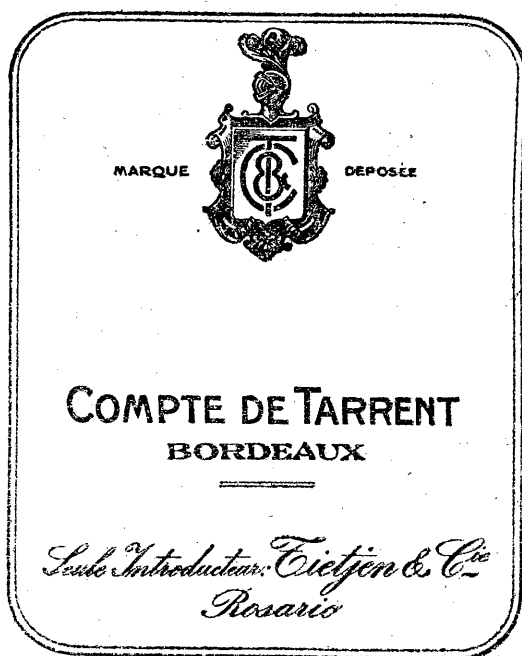 MARQUE DEPOSÉE
COMPTE DE TARRENT
BORDEAUX
Seule Introducteur: Tietjen & Cie
Rosario